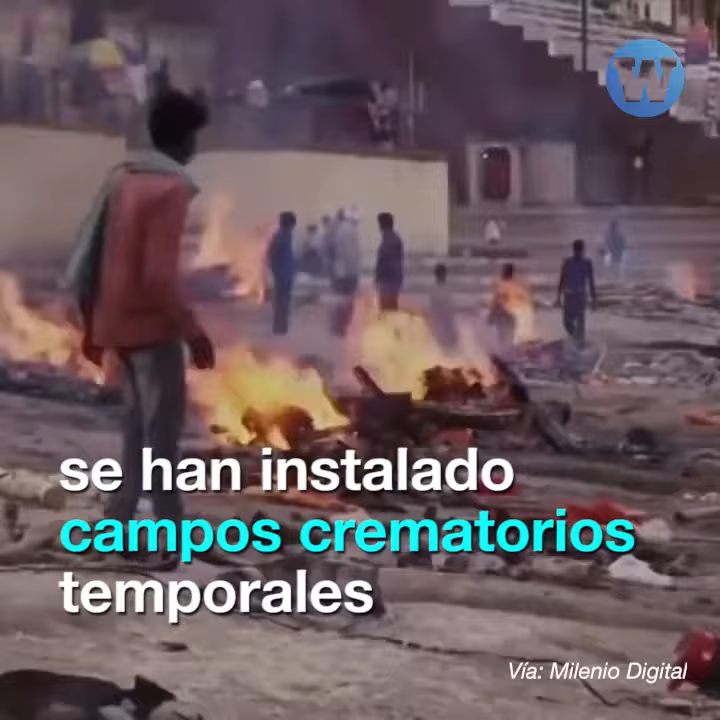 W
se han instalado
campos crematorios
temporales
Vía: Milenio Digital